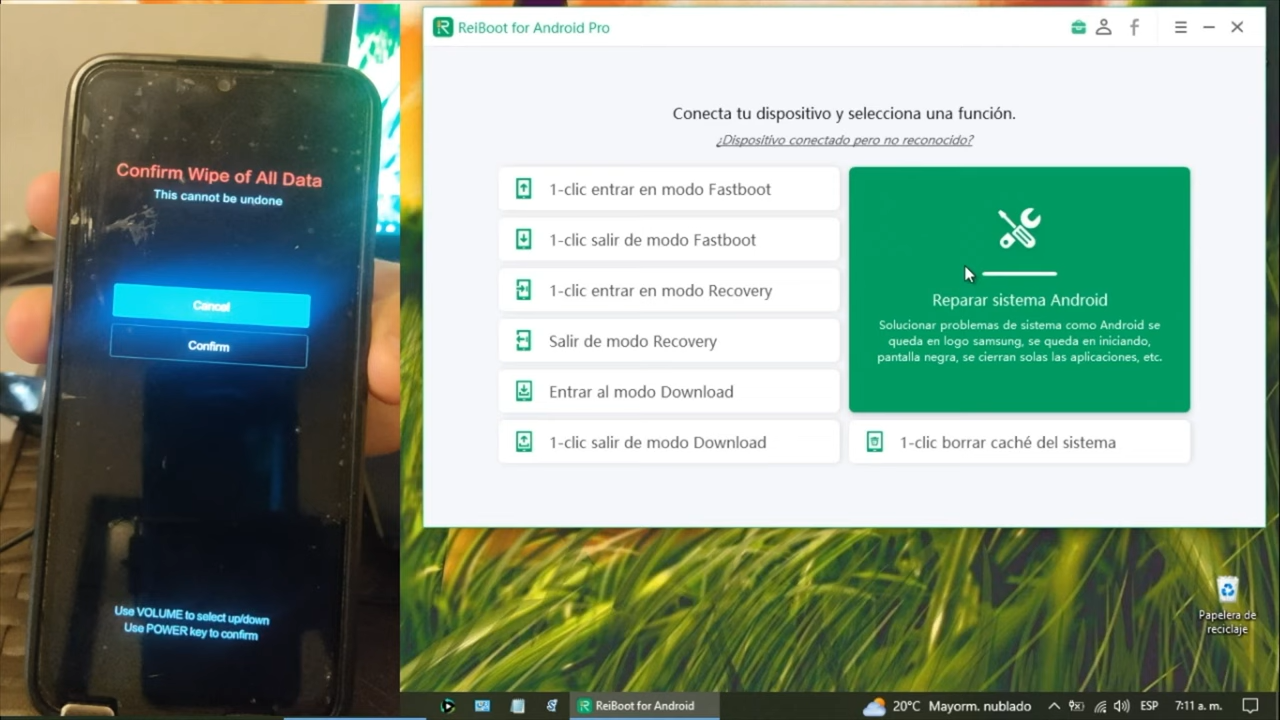 Confirm Wipe of All Data
This cannot be undone
Cancel
Confirm
Use VOLUME to select up/down
Use POWER key to confirm
ReiBoot for Android Pro
Conecta tu dispositivo y selecciona una función.
¿Dispositivo conectado pero no reconocido?
1-clic entrar en modo Fastboot
1-clic salir de modo Fastboot
1-clic entrar en modo Recovery
Salir de modo Recovery
Entrar al modo Download
1-clic salir de modo Download
Reparar sistema Android
Solucionar problemas de sistema como Android se
queda en logo samsung, se queda en iniciando,
pantalla negra, se cierran solas las aplicaciones, etc.
1-clic borrar caché del sistema
Papelera de
reciclaje
ReiBoot for Android
20°C Mayorm. nublado
ESP
7:11 a. m.